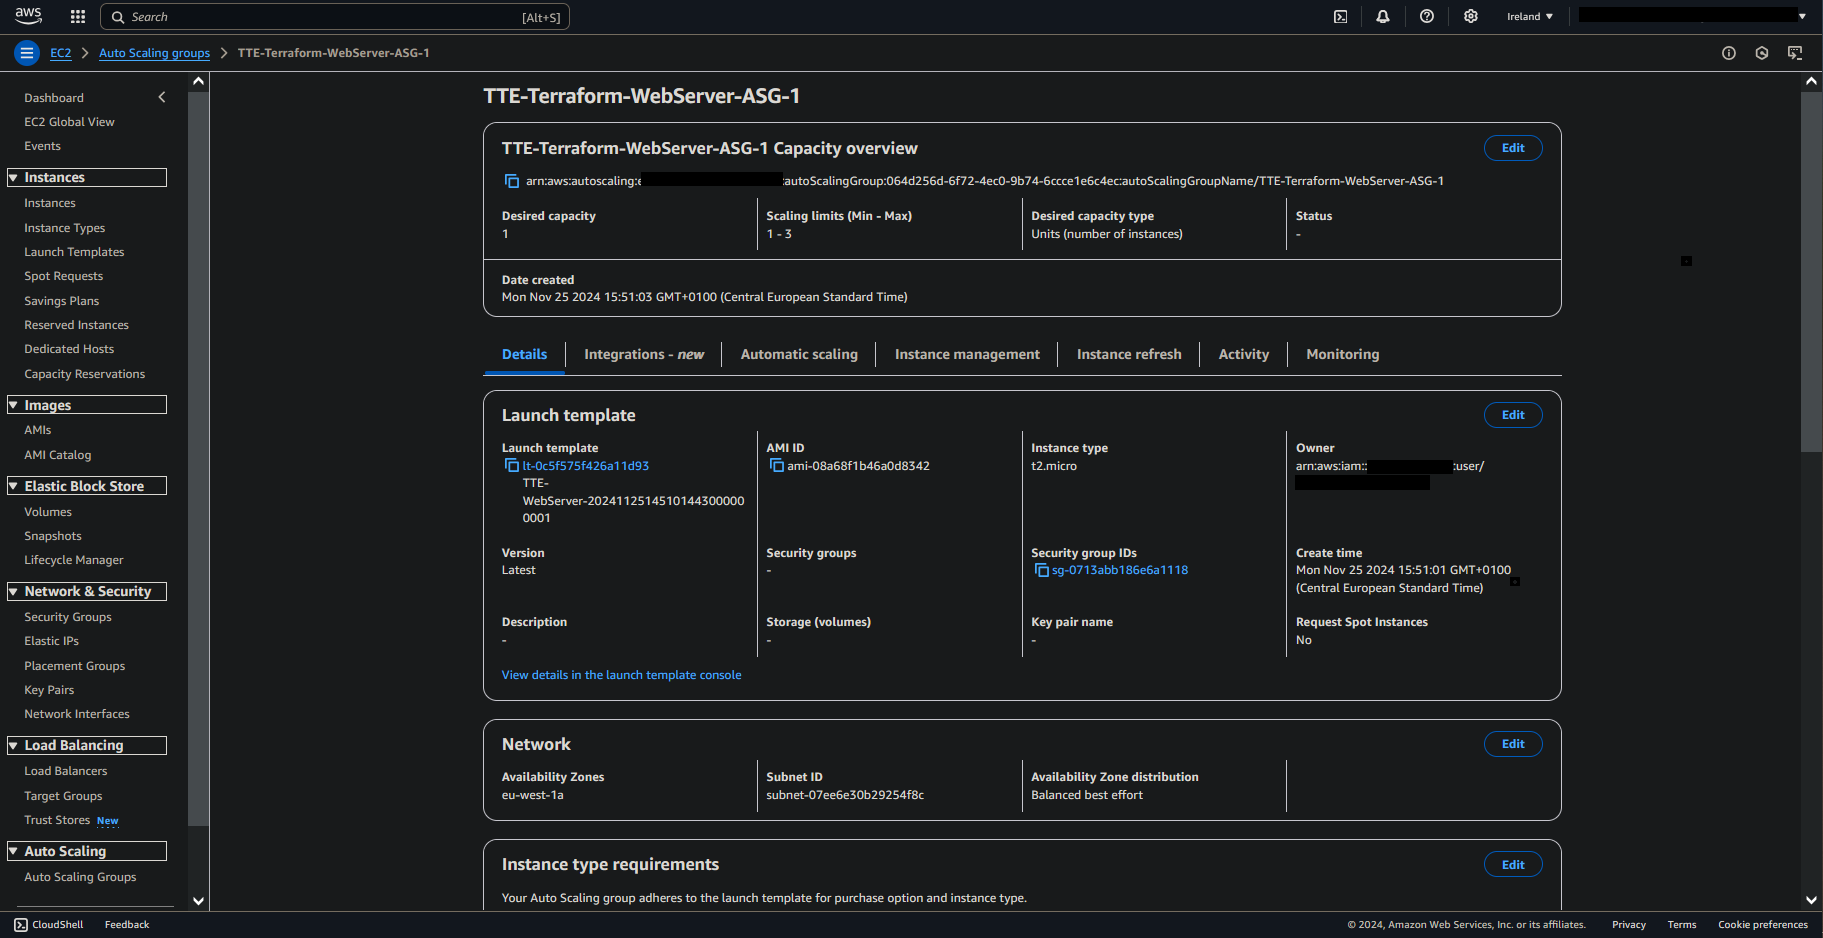 aws
Search
[Alt+S]
Ireland
EC2
Auto Scaling groups
TTE-Terraform-WebServer-ASG-1
Dashboard
EC2 Global View
Events
Instances
Instances
Instance Types
Launch Templates
Spot Requests
Savings Plans
Reserved Instances
Dedicated Hosts
Capacity Reservations
Images
AMIs
AMI Catalog
Elastic Block Store
Volumes
Snapshots
Lifecycle Manager
Network & Security
Security Groups
Elastic IPs
Placement Groups
Key Pairs
Network Interfaces
Load Balancing
Load Balancers
Target Groups
Trust Stores New
Auto Scaling
Auto Scaling Groups
TTE-Terraform-WebServer-ASG-1
TTE-Terraform-WebServer-ASG-1 Capacity overview
Edit
arn:aws:autoscaling:e :autoScalingGroup:064d256d-6f72-4ec0-9b74-6ccce1e6c4ec:autoScalingGroupName/TTE-Terraform-WebServer-ASG-1
Desired capacity
1
Scaling limits (Min - Max)
1 - 3
Desired capacity type
Units (number of instances)
Status
-
Date created
Mon Nov 25 2024 15:51:03 GMT+0100 (Central European Standard Time)
Details
Integrations - new
Automatic scaling
Instance management
Instance refresh
Activity
Monitoring
Launch template
Edit
Launch template
lt-0c5f575f426a11d93
TTE-
WebServer-2024112514510144300000
0001
AMI ID
ami-08a68f1b46a0d8342
Instance type
t2.micro
Owner
arn:aws:iam:: :user/
Version
Latest
Security groups
-
Security group IDs
sg-0713abb186e6a1118
Create time
Mon Nov 25 2024 15:51:01 GMT+0100
(Central European Standard Time)
Description
-
Storage (volumes)
-
Key pair name
-
Request Spot Instances
No
View details in the launch template console
Network
Edit
Availability Zones
eu-west-1a
Subnet ID
subnet-07ee6e30b29254f8c
Availability Zone distribution
Balanced best effort
Instance type requirements
Edit
Your Auto Scaling group adheres to the launch template for purchase option and instance type.
CloudShell
Feedback
© 2024, Amazon Web Services, Inc. or its affiliates.
Privacy
Terms
Cookie preferences